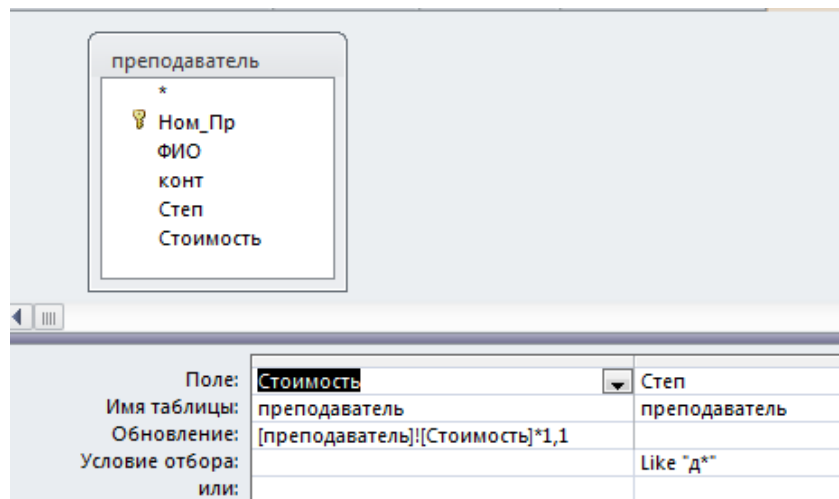 преподаватель
*
Ном_Пр
ФИО
конт
Степ
Стоимость
Поле: Стоимость Степ
Имя таблицы: преподаватель преподаватель
Обновление: [преподаватель]![Стоимость]*1,1
Условие отбора: Like "д*"
или: